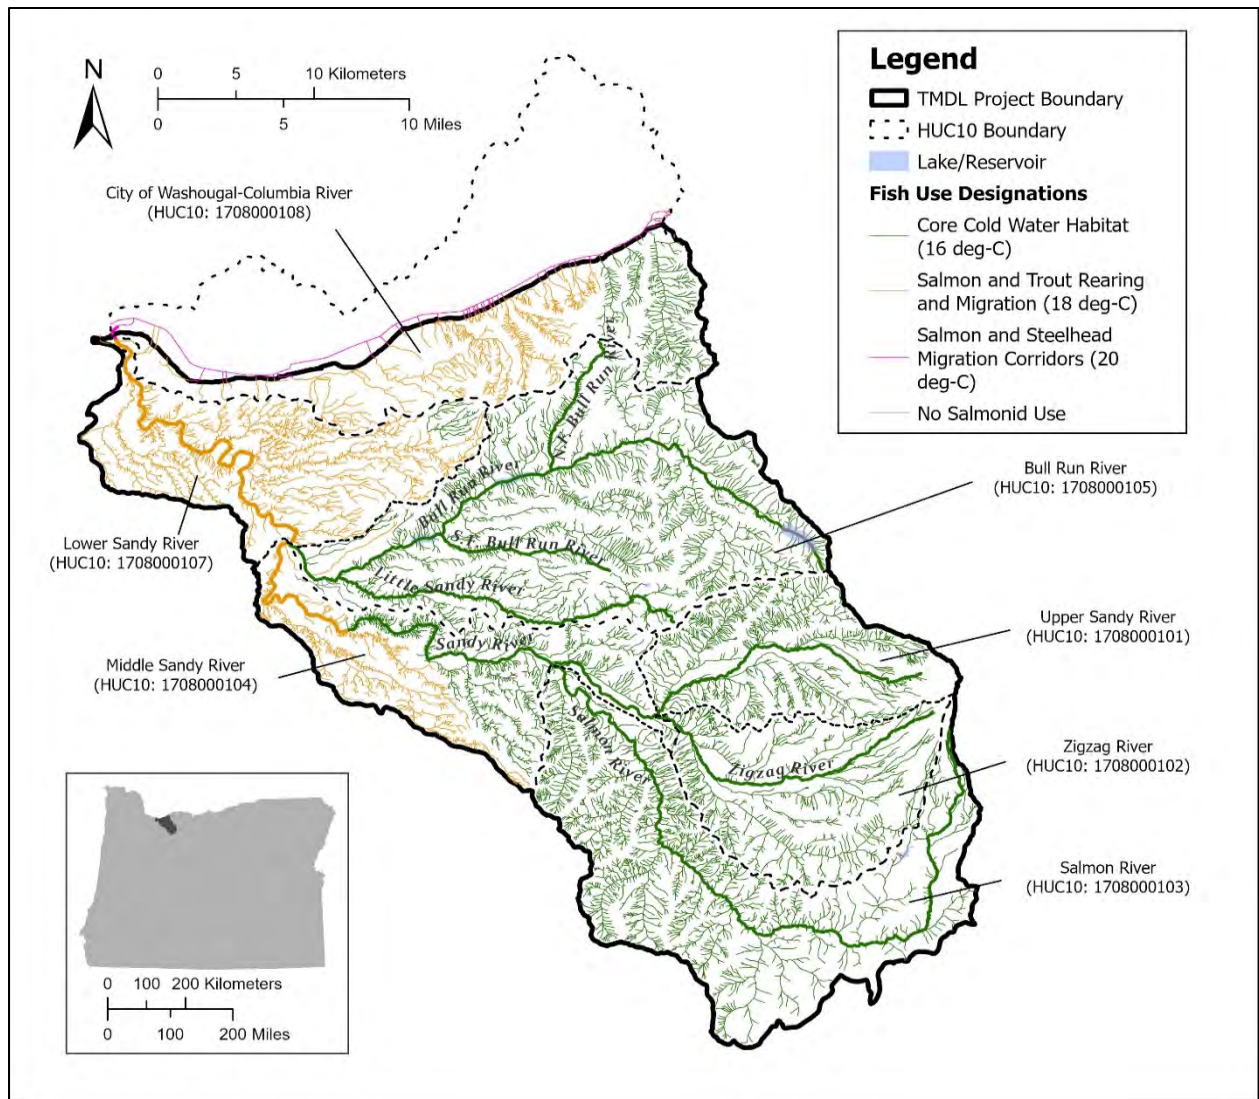 N
0 5 10 Kilometers
0 5 10 Miles
Legend
TMDL Project Boundary
HUC10 Boundary
Lake/Reservoir
Fish Use Designations
Core Cold Water Habitat
(16 deg-C)
Salmon and Trout Rearing
and Migration (18 deg-C)
Salmon and Steelhead
Migration Corridors (20
deg-C)
No Salmonid Use
City of Washougal-Columbia River
(HUC10: 1708000108)
Bull Run River
(HUC10: 1708000105)
Lower Sandy River
(HUC10: 1708000107)
Upper Sandy River
(HUC10: 1708000101)
Middle Sandy River
(HUC10: 1708000104)
Zigzag River
(HUC10: 1708000102)
Salmon River
(HUC10: 1708000103)
N.F. Bull Run River
Bull Run River
S.F. Bull Run River
Little Sandy River
Sandy River
Salmon River
Zigzag River
0 100 200 Kilometers
0 100 200 Miles